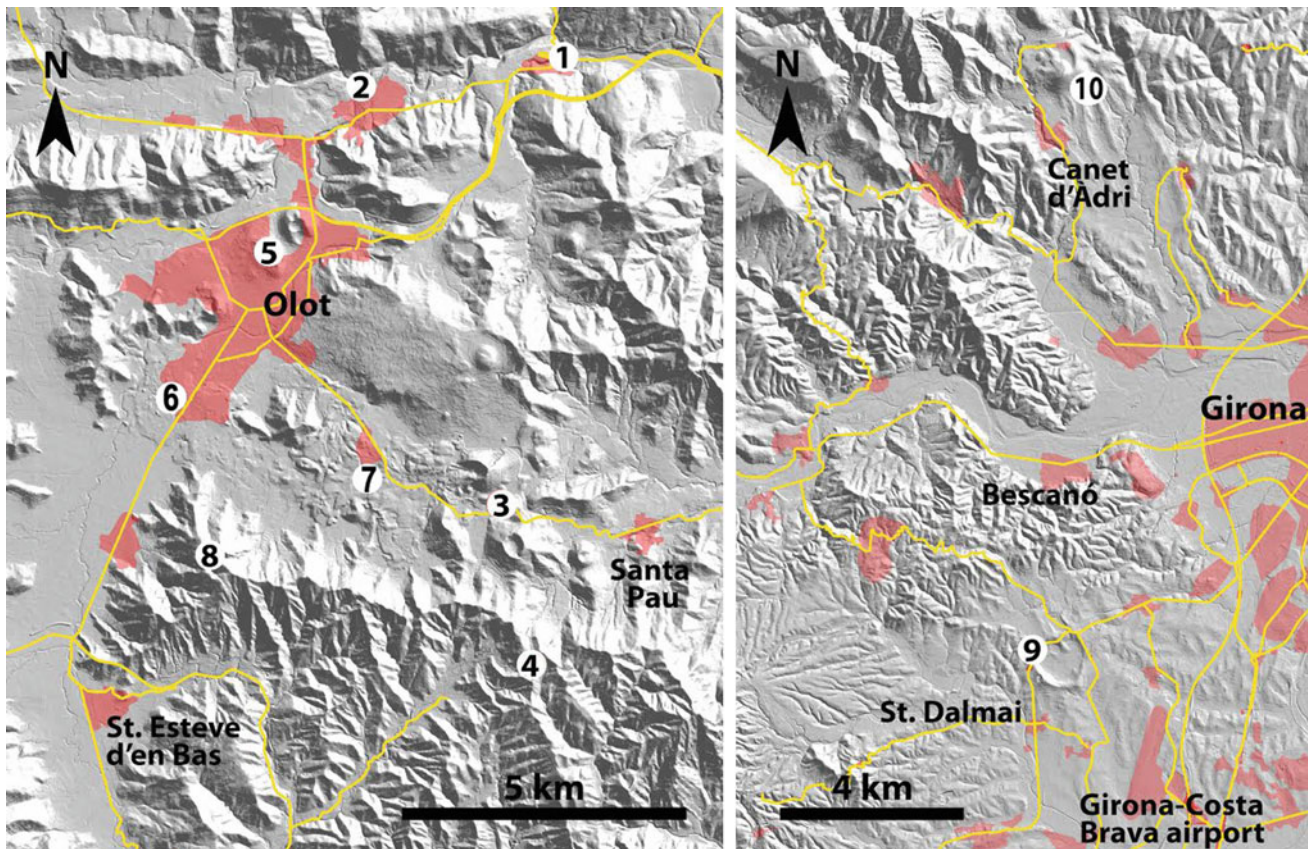 N
1
2
5
Olot
6
7
3
8
Santa
Pau
4
St. Esteve
d'en Bas
5 km
N
10
Canet
d'Àdri
Girona
Bescanó
9
St. Dalmai
4 km
Girona-Costa
Brava airport